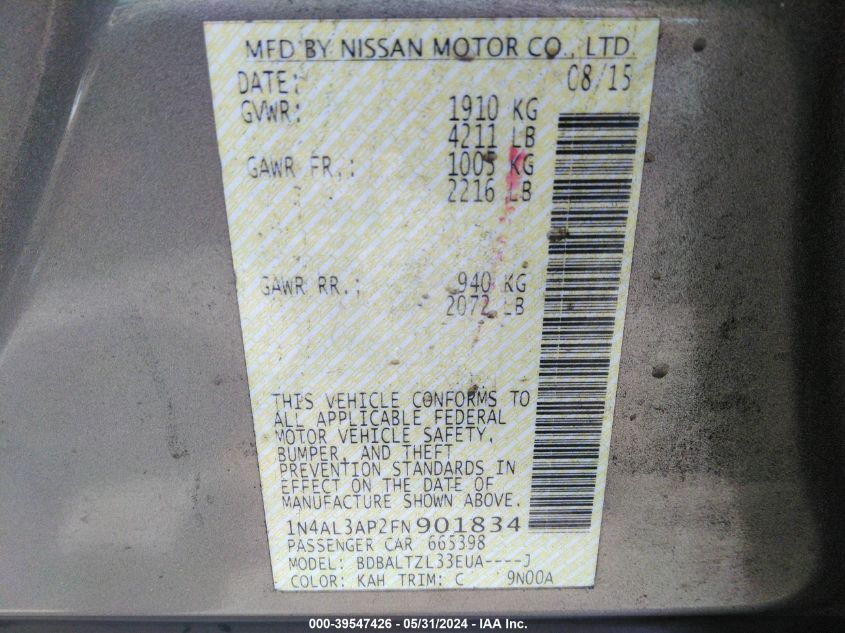 MFD BY NISSAN MOTOR CO., LTD.
DATE: 08/15
GVWR: 1910 KG
4211 LB
GAWR FR.: 1005 KG
2216 LB
GAWR RR.: 940 KG
2072 LB
THIS VEHICLE CONFORMS TO
ALL APPLICABLE FEDERAL
MOTOR VEHICLE SAFETY,
BUMPER, AND THEFT
PREVENTION STANDARDS IN
EFFECT ON THE DATE OF
MANUFACTURE SHOWN ABOVE.
1N4AL3AP2FN901834
PASSENGER CAR 665398
MODEL: BDBALTZL33EUA----J
COLOR: KAH TRIM: C 9N00A
000-39547426 - 05/31/2024 - IAA Inc.